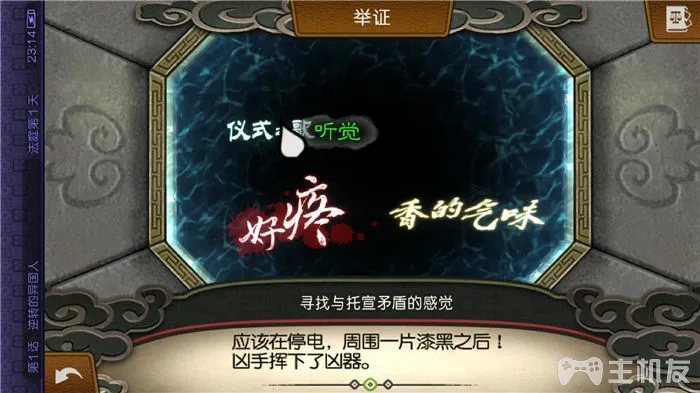 举证
23:14
法庭第1天
第1话 逆转的异国人
仪式之歌
听觉
好疼
香的气味
寻找与托宣矛盾的感觉
应该在停电，周围一片漆黑之后！
凶手挥下了凶器。
主机友